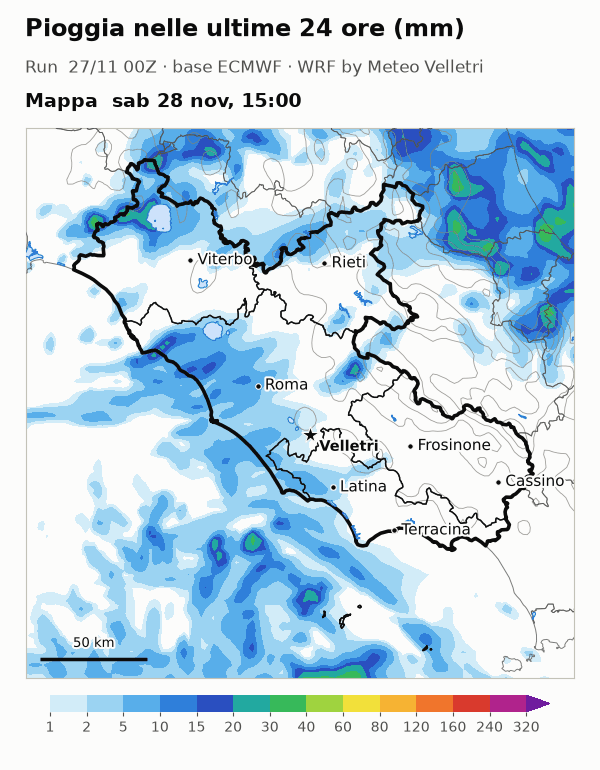 Pioggia nelle ultime 24 ore (mm)
Run  27/11 00Z · base ECMWF · WRF by Meteo Velletri
Mappa  sab 28 nov, 15:00
Viterbo
Rieti
Roma
Velletri
Frosinone
Cassino
Latina
Terracina
50 km
1 2 5 10 15 20 30 40 60 80 120 160 240 320